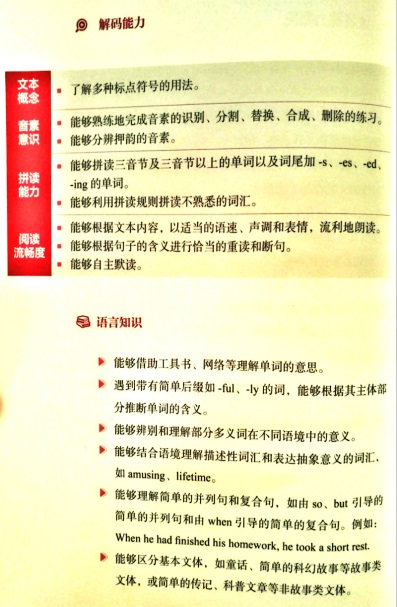 解码能力
文本
概念
了解多种标点符号的用法。
音素
意识
能够熟练地完成音素的识别、分割、替换、合成、删除的练习。
能够分辨押韵的音素。
拼读
能力
能够拼读三音节及三音节以上的单词以及词尾加 -s、-es、-ed、
-ing 的单词。
能够利用拼读规则拼读不熟悉的词汇。
阅读
流畅度
能够根据文本内容，以适当的语速、声调和表情，流利地朗读。
能够根据句子的含义进行恰当的重读和断句。
能够自主默读。
语言知识
能够借助工具书、网络等理解单词的意思。
遇到带有简单后缀如 -ful、-ly 的词，能够根据其主体部
分推断单词的含义。
能够辨别和理解部分多义词在不同语境中的意义。
能够结合语境理解描述性词汇和表达抽象意义的词汇，
如 amusing、lifetime。
能够理解简单的并列句和复合句，如由 so、but 引导的
简单的并列句和由 when 引导的简单的复合句。例如：
When he had finished his homework, he took a short rest.
能够区分基本文体，如童话、简单的科幻故事等故事类
文体，或简单的传记、科普文章等非故事类文体。